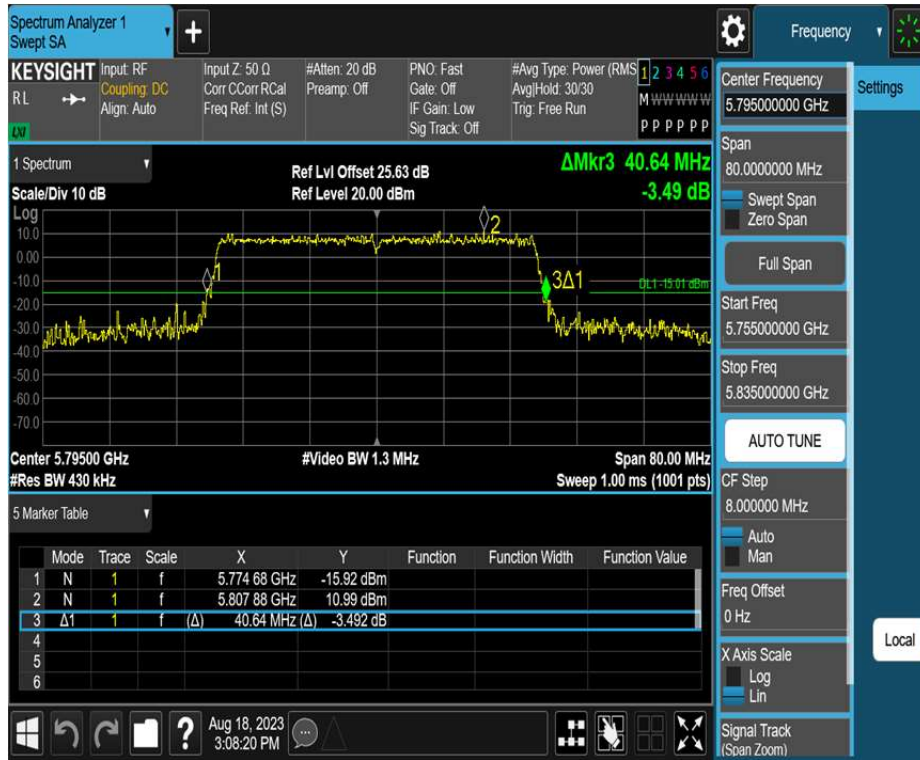 Spectrum Analyzer 1
Swept SA
+
Frequency
KEYSIGHT
RL
LXI
Input: RF
Coupling: DC
Align: Auto
Input Z: 50 Ω
Corr CCorr RCal
Freq Ref: Int (S)
#Atten: 20 dB
Preamp: Off
PNO: Fast
Gate: Off
IF Gain: Low
Sig Track: Off
#Avg Type: Power (RMS
Avg|Hold: 30/30
Trig: Free Run
1 2 3 4 5 6
M W W W W W
P P P P P P
1 Spectrum
Scale/Div 10 dB
Ref Lvl Offset 25.63 dB
Ref Level 20.00 dBm
ΔMkr3 40.64 MHz
-3.49 dB
Log
10.0
0.00
-10.0
-20.0
-30.0
-40.0
-50.0
-60.0
-70.0
2
3Δ1
DL1 -15.01 dBm
Center 5.79500 GHz
#Video BW 1.3 MHz
Span 80.00 MHz
#Res BW 430 kHz
Sweep 1.00 ms (1001 pts)
5 Marker Table
Mode Trace Scale X Y Function Function Width Function Value
1 N 1 f 5.774 68 GHz -15.92 dBm
2 N 1 f 5.807 88 GHz 10.99 dBm
3 Δ1 1 f (Δ) 40.64 MHz (Δ) -3.492 dB
4
5
6
?
Aug 18, 2023
3:08:20 PM
Center Frequency
5.795000000 GHz
Settings
Span
80.0000000 MHz
Swept Span
Zero Span
Full Span
Start Freq
5.755000000 GHz
Stop Freq
5.835000000 GHz
AUTO TUNE
CF Step
8.000000 MHz
Auto
Man
Freq Offset
0 Hz
X Axis Scale
Log
Lin
Local
Signal Track
(Span Zoom)